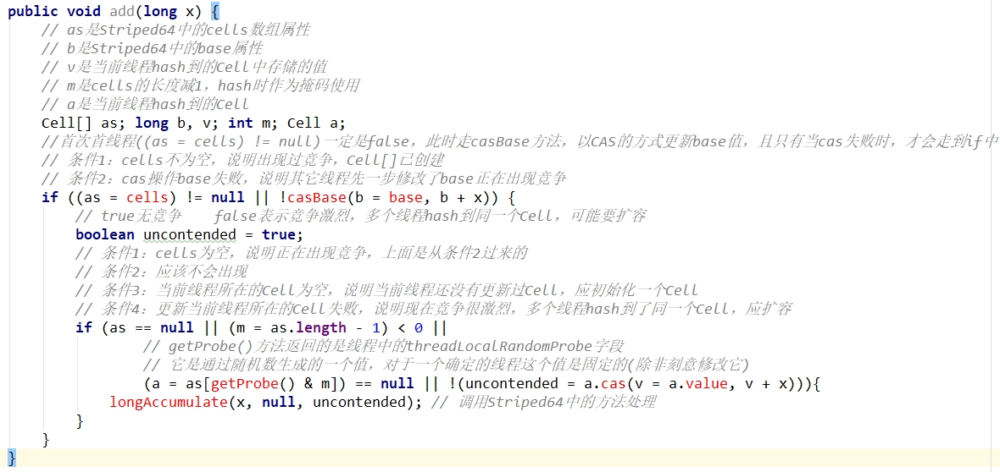 public void add(long x) {
// as是Striped64中的cells数组属性
// b是Striped64中的base属性
// v是当前线程hash到的Cell中存储的值
// m是cells的长度减1，hash时作为掩码使用
// a是当前线程hash到的Cell
Cell[] as; long b, v; int m; Cell a;
//首次首线程((as = cells) != null)一定是false，此时走casBase方法，以CAS的方式更新base值，且只有当cas失败时，才会走到if中
// 条件1：cells不为空，说明出现过竞争，Cell[]已创建
// 条件2：cas操作base失败，说明其它线程先一步修改了base正在出现竞争
if ((as = cells) != null || !casBase(b = base, b + x)) {
// true无竞争 false表示竞争激烈，多个线程hash到同一个Cell，可能要扩容
boolean uncontended = true;
// 条件1：cells为空，说明正在出现竞争，上面是从条件2过来的
// 条件2：应该不会出现
// 条件3：当前线程所在的Cell为空，说明当前线程还没有更新过Cell，应初始化一个Cell
// 条件4：更新当前线程所在的Cell失败，说明现在竞争很激烈，多个线程hash到了同一个Cell，应扩容
if (as == null || (m = as.length - 1) < 0 ||
// getProbe()方法返回的是线程中的threadLocalRandomProbe字段
// 它是通过随机数生成的一个值，对于一个确定的线程这个值是固定的(除非刻意修改它)
(a = as[getProbe() & m]) == null || !(uncontended = a.cas(v = a.value, v + x))){
longAccumulate(x, null, uncontended); // 调用Striped64中的方法处理
}
}
}